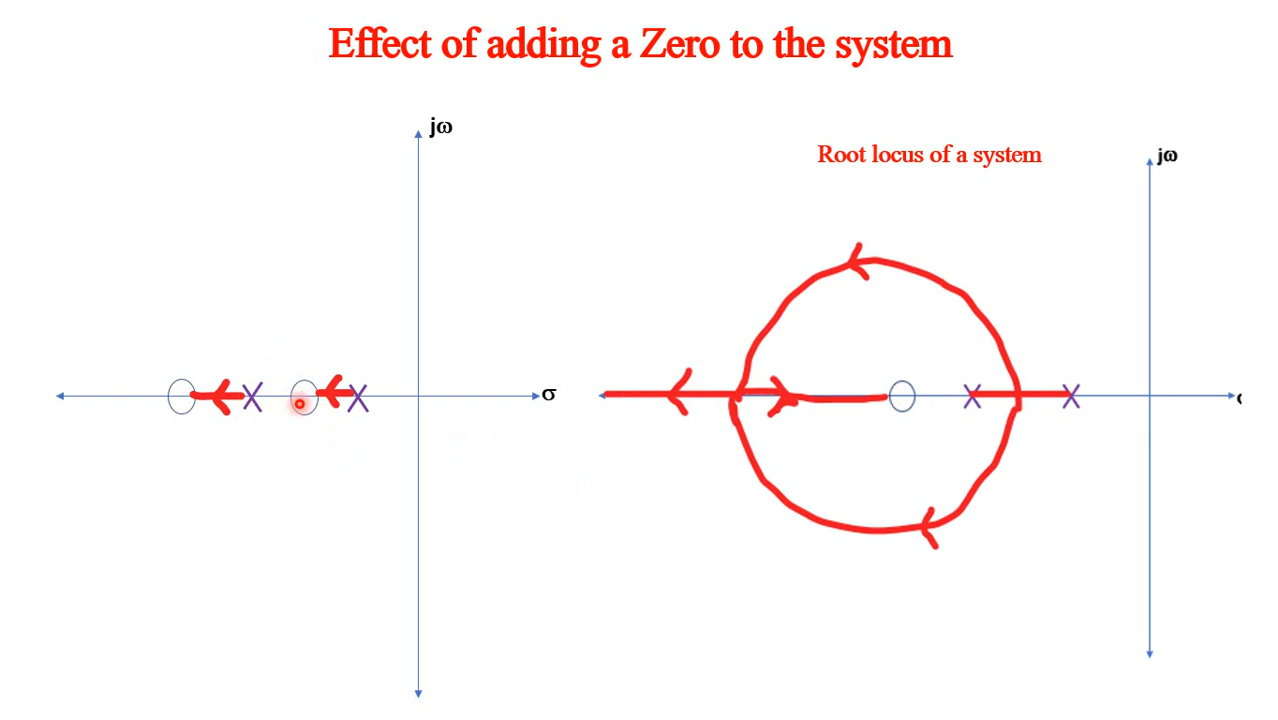 Effect of adding a Zero to the system
jω
Root locus of a system
jω
σ